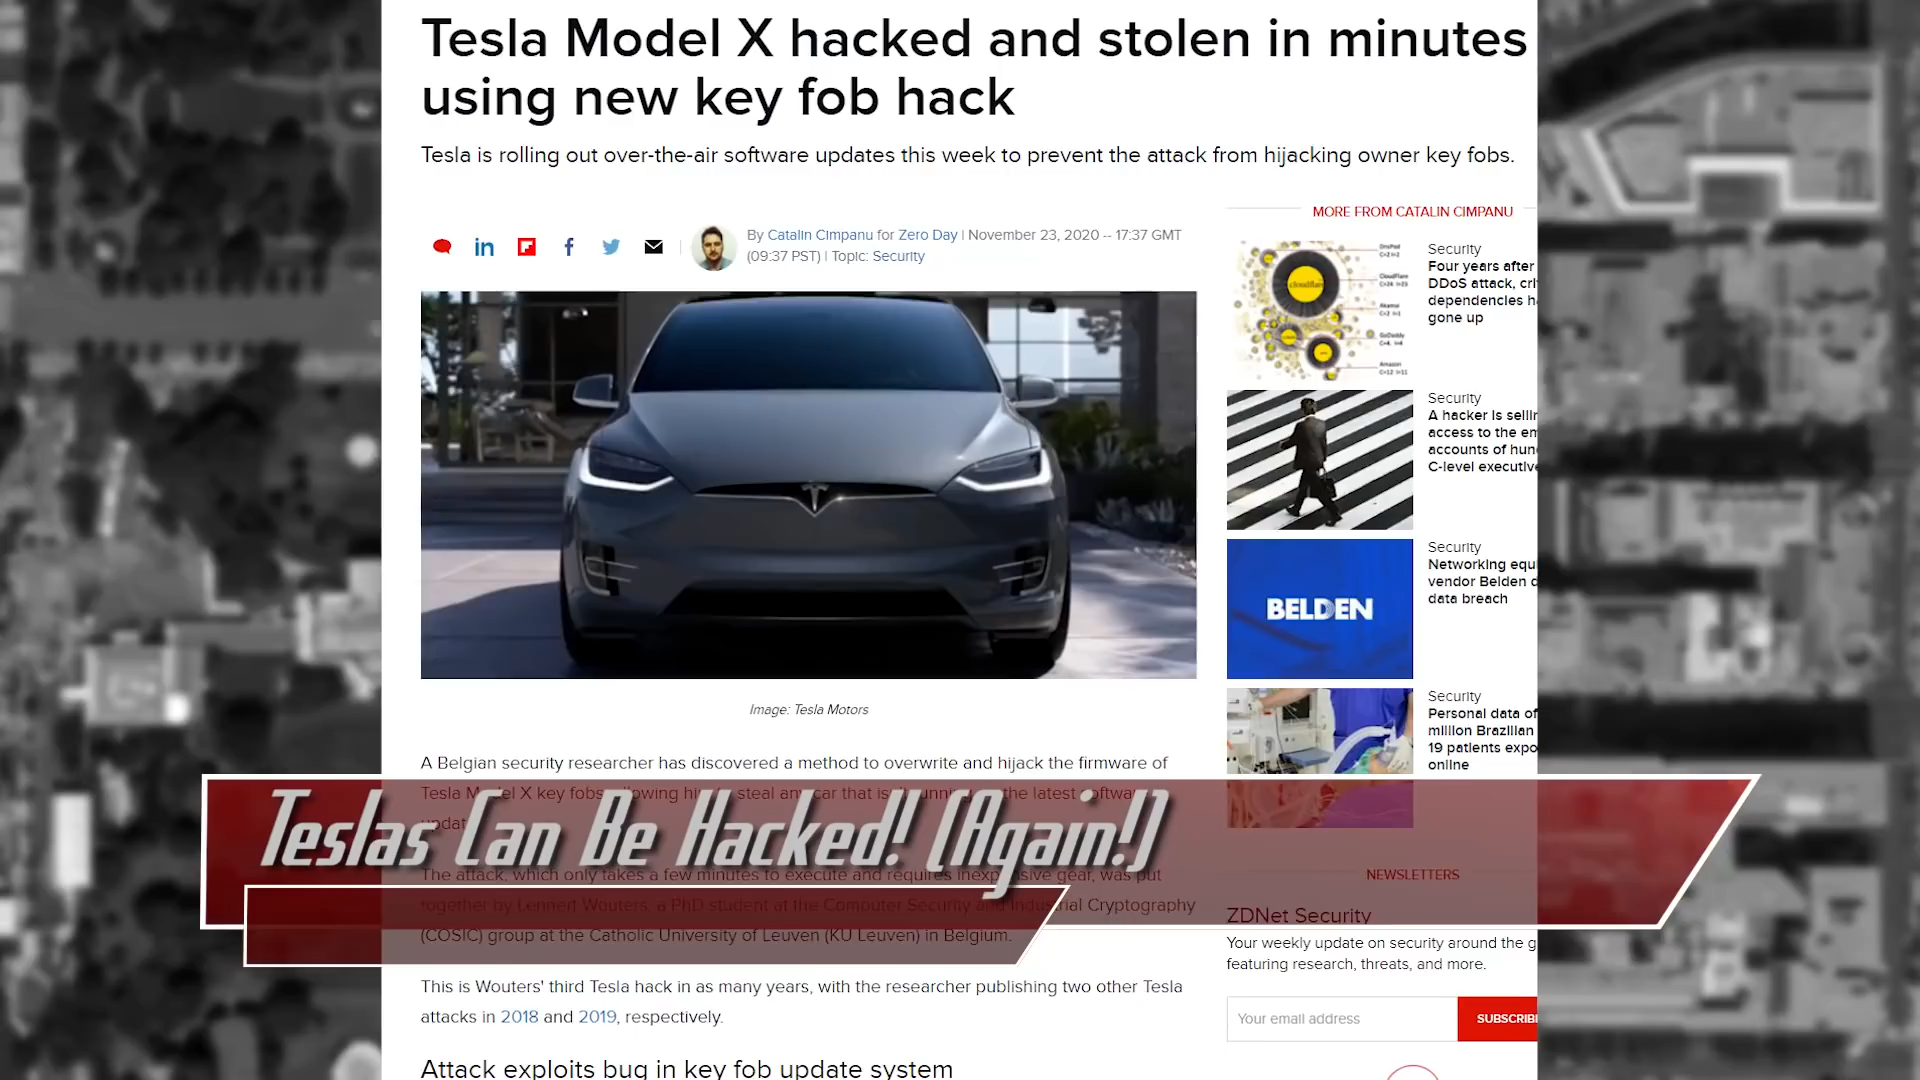 Tesla Model X hacked and stolen in minutes
using new key fob hack
Tesla is rolling out over-the-air software updates this week to prevent the attack from hijacking owner key fobs.
By Catalin Cimpanu for Zero Day | November 23, 2020 -- 17:37 GMT
(09:37 PST) | Topic: Security
MORE FROM CATALIN CIMPANU
Security
Four years after
DDoS attack,
dependencies
gone up
cloudflare
Security
A hacker is
access to the
accounts of
C-level
Security
Networking
vendor Belden
data breach
BELDEN
Security
Personal data of
million Brazilian
19 patients
online
Image: Tesla Motors
A Belgian security researcher has discovered a method to overwrite and hijack the firmware of
Tesla Model X key fobs, allowing him to steal any car that isn't running on the latest software
Teslas Can Be Hacked! (Again!)
The attack, which only takes a few minutes to execute and requires inexpensive gear, was put
together by Lennert Wouters, a PhD student at the Computer Security and Industrial Cryptography
(COSIC) group at the Catholic University of Leuven (KU Leuven) in Belgium.
This is Wouters' third Tesla hack in as many years, with the researcher publishing two other Tesla
attacks in 2018 and 2019, respectively.
Attack exploits bug in key fob update system
NEWSLETTERS
ZDNet Security
Your weekly update on security around the
featuring research, threats, and more.
Your email address